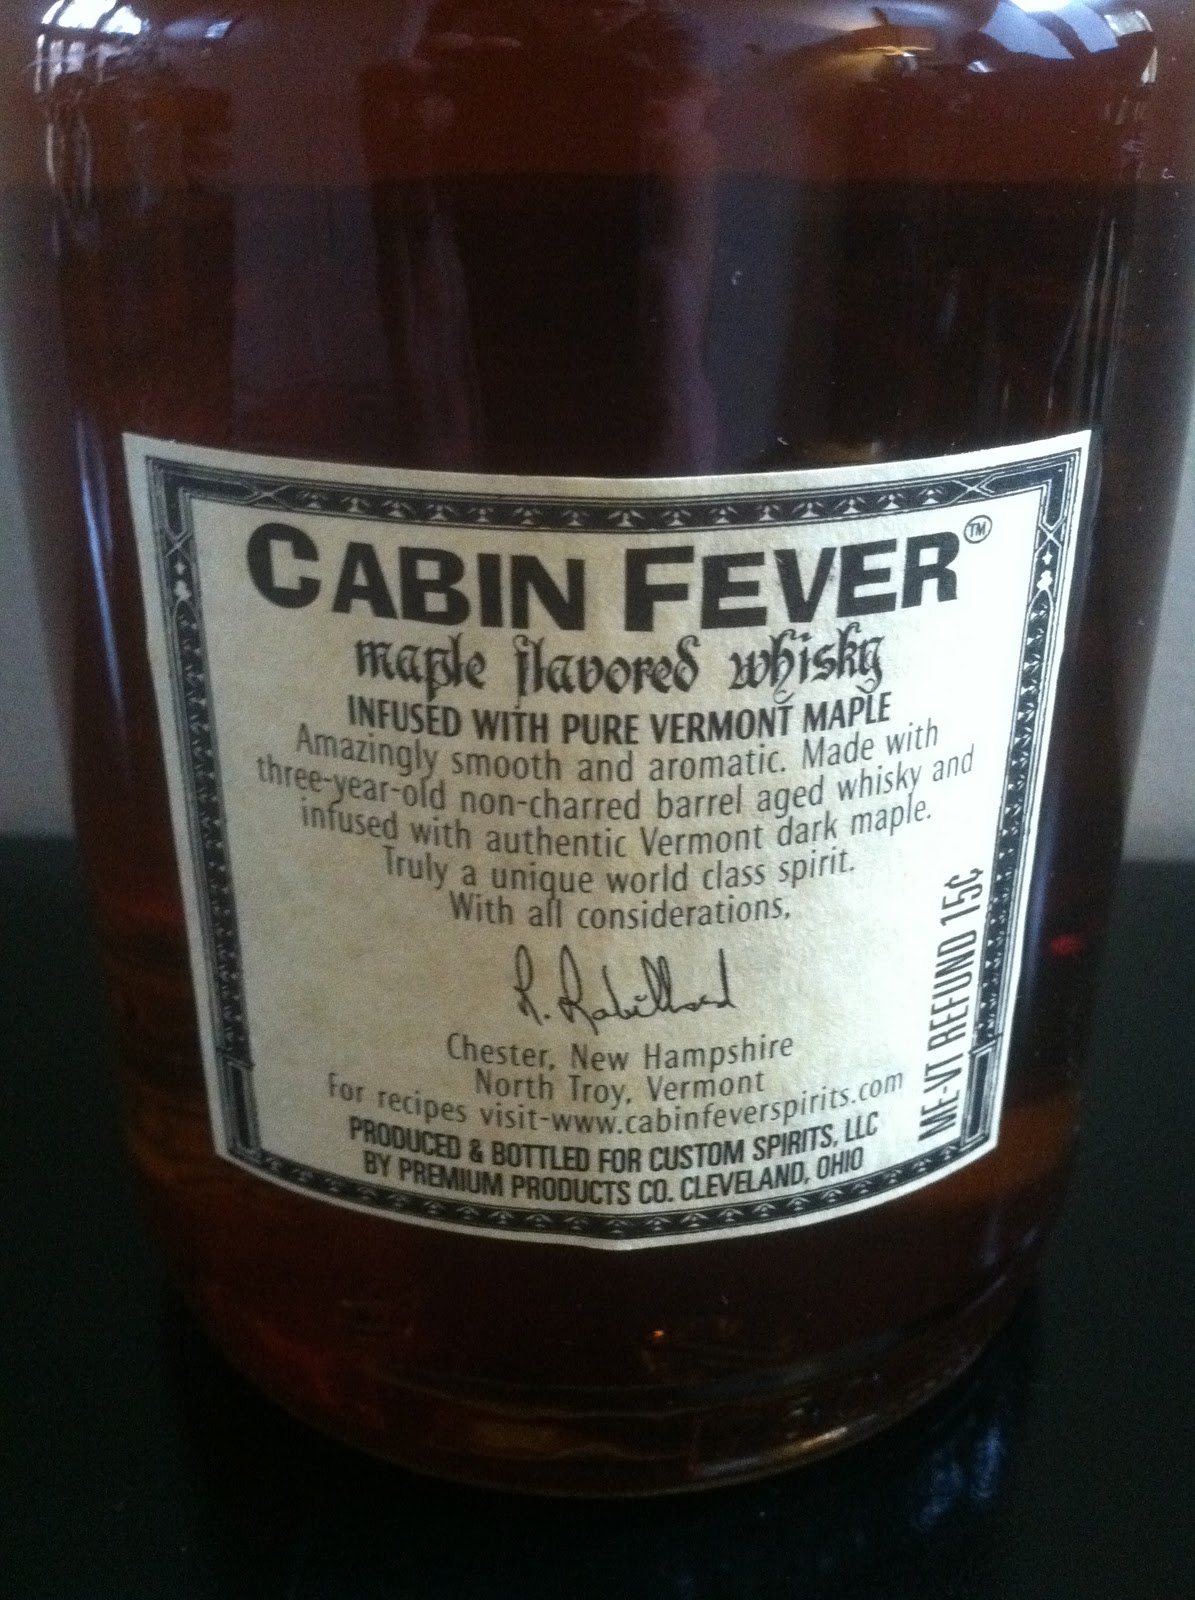 CABIN FEVER™
maple flavored whisky
INFUSED WITH PURE VERMONT MAPLE
Amazingly smooth and aromatic. Made with
three-year-old non-charred barrel aged whisky and
infused with authentic Vermont dark maple.
Truly a unique world class spirit.
With all considerations,
R. Robillard
Chester, New Hampshire
North Troy, Vermont
For recipes visit-www.cabinfeverspirits.com
PRODUCED & BOTTLED FOR CUSTOM SPIRITS, LLC
BY PREMIUM PRODUCTS CO. CLEVELAND, OHIO
ME-VT REFUND 15¢